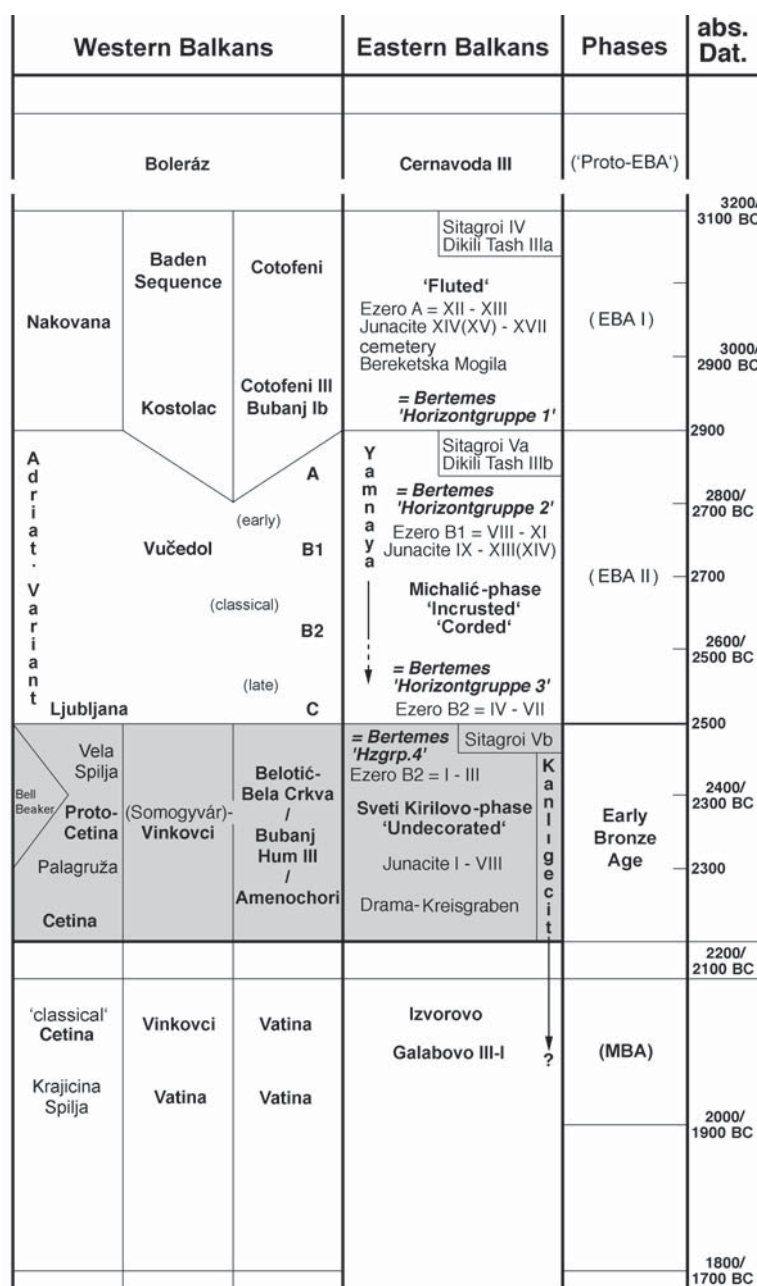 Western Balkans
Eastern Balkans
Phases
abs.
Dat.
Boleráz
Cernavoda III
('Proto-EBA')
3200/
3100 BC
Nakovana
Baden
Sequence
Kostolac
Cotofeni
Cotofeni III
Bubanj Ib
Sitagroi IV
Dikili Tash IIIa
'Fluted'
Ezero A = XII - XIII
Junacite XIV(XV) - XVII
cemetery
Bereketska Mogila
= Bertemes
'Horizontgruppe 1'
(EBA I)
3000/
2900 BC
2900
Adriat. Variant
Ljubljana
Vučedol
(early)
(classical)
(late)
A
B1
B2
C
Yamnaya
Sitagroi Va
Dikili Tash IIIb
= Bertemes
'Horizontgruppe 2'
Ezero B1 = VIII - XI
Junacite IX - XIII(XIV)
Michalić-phase
'Incrusted'
'Corded'
= Bertemes
'Horizontgruppe 3'
Ezero B2 = IV - VII
(EBA II)
2800/
2700 BC
2700
2600/
2500 BC
2500
Bell
Beaker
Vela
Spilja
Proto-
Cetina
Palagruža
Cetina
(Somogyvár)-
Vinkovci
Belotić-
Bela Crkva
/
Bubanj
Hum III
/
Amenochori
= Bertemes
'Hzgrp.4'
Sitagroi Vb
Ezero B2 = I - III
Sveti Kirilovo-phase
'Undecorated'
Junacite I - VIII
Drama-Kreisgraben
Kanlıgecit
Early
Bronze
Age
2400/
2300 BC
2300
2200/
2100 BC
'classical'
Cetina
Krajicina
Spilja
Vinkovci
Vatina
Vatina
Vatina
Izvorovo
Galabovo III-I
?
(MBA)
2000/
1900 BC
1800/
1700 BC